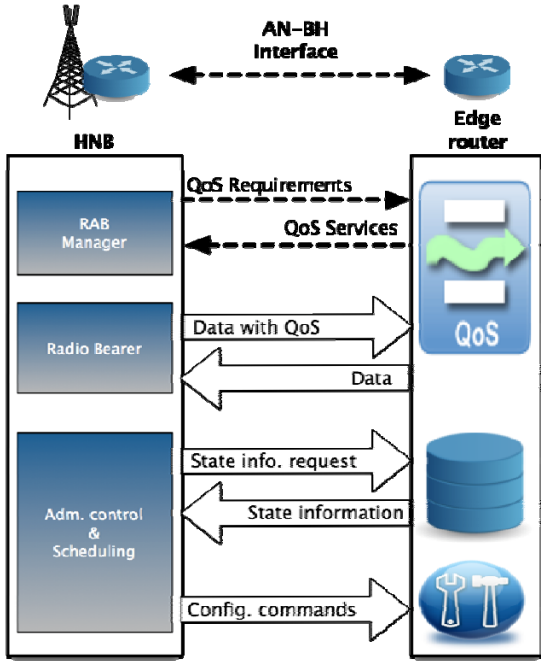 AN-BH
Interface
HNB
Edge
router
QoS Requirements
RAB
Manager
QoS Services
QoS
Data with QoS
Radio Bearer
Data
State info. request
State information
Adm. control
&
Scheduling
Config. commands